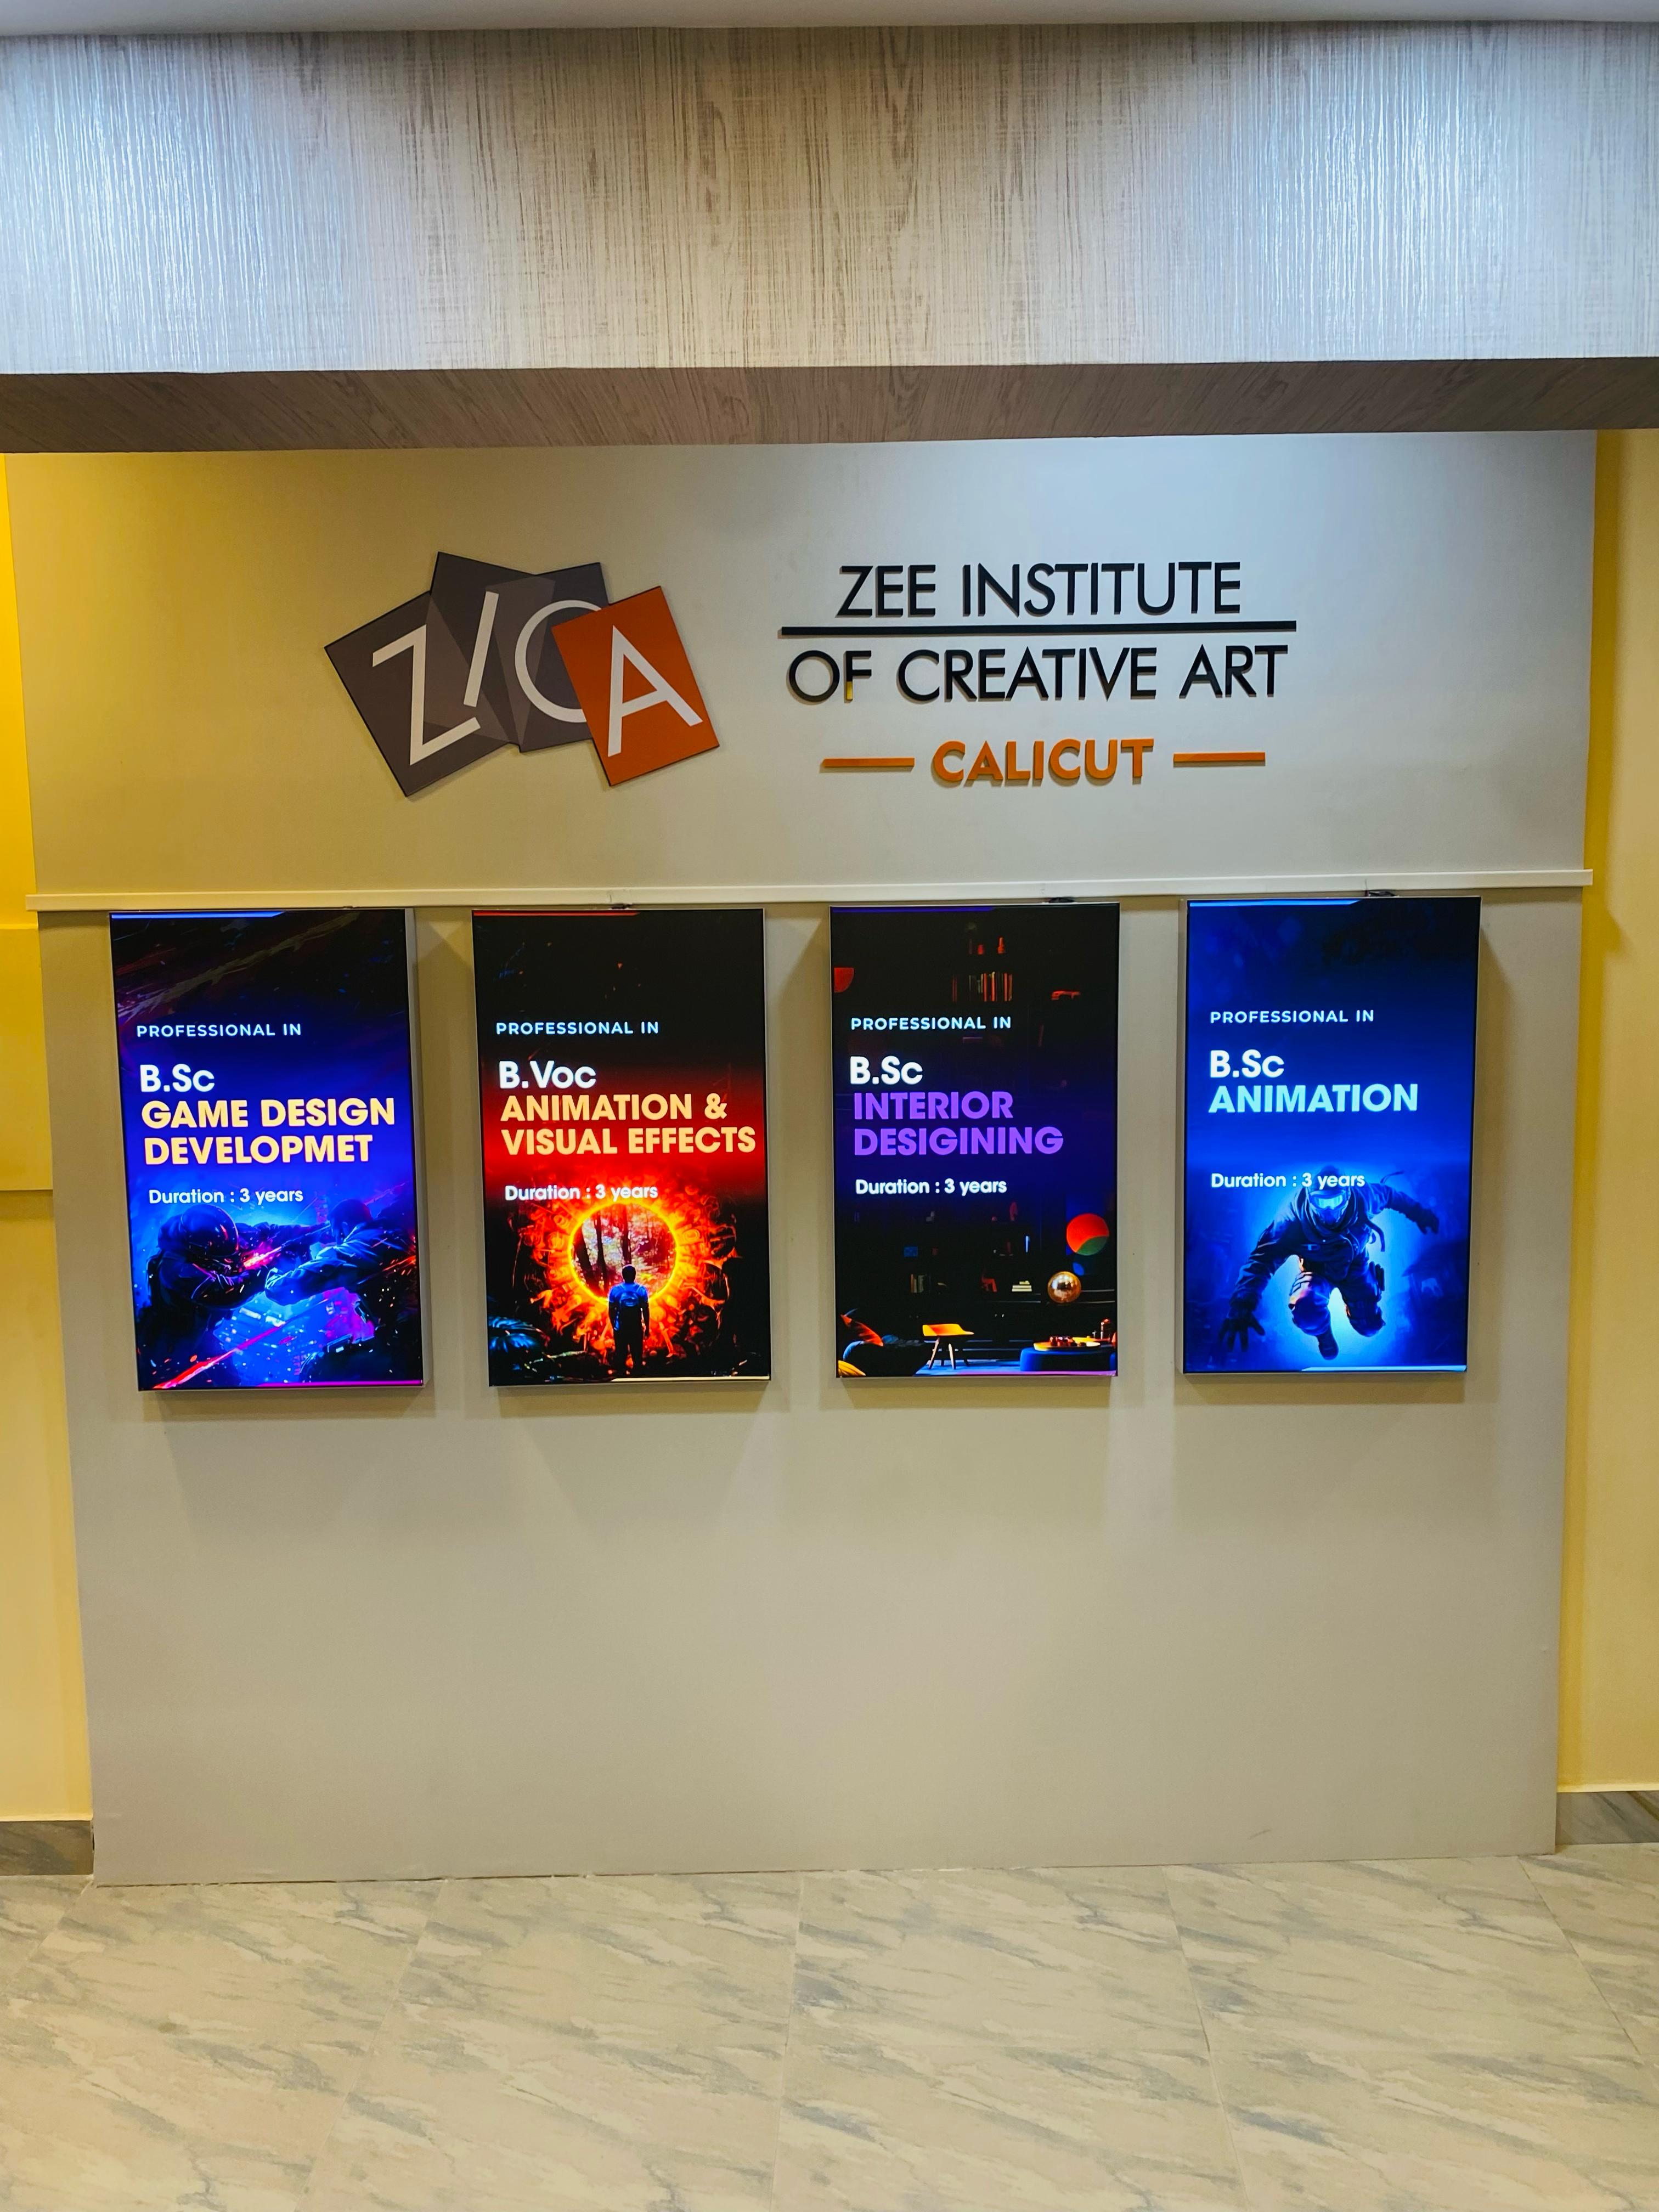 ZICA
ZEE INSTITUTE
OF CREATIVE ART
CALICUT
PROFESSIONAL IN
B.Sc
GAME DESIGN
DEVELOPMET
Duration : 3 years
PROFESSIONAL IN
B.Voc
ANIMATION &
VISUAL EFFECTS
Duration : 3 years
PROFESSIONAL IN
B.Sc
INTERIOR
DESIGINING
Duration : 3 years
PROFESSIONAL IN
B.Sc
ANIMATION
Duration : 3 years